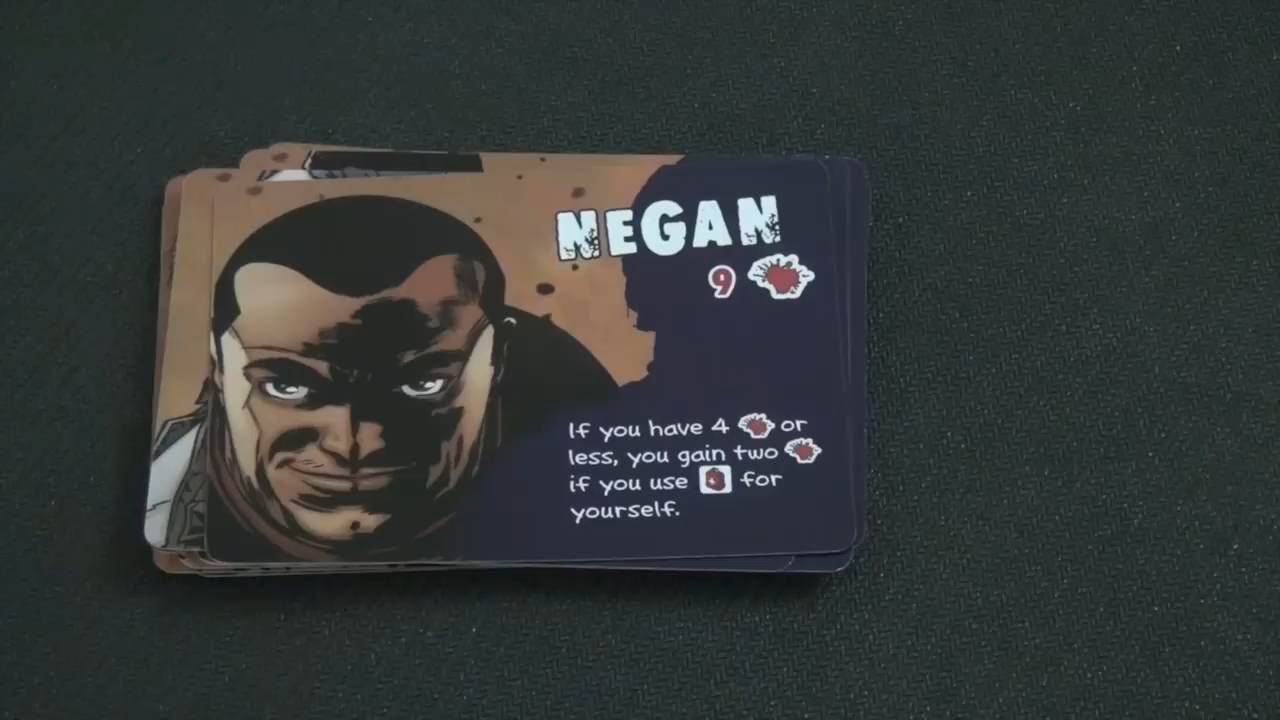 NEGAN
9
If you have 4 or
less, you gain two
if you use for
yourself.